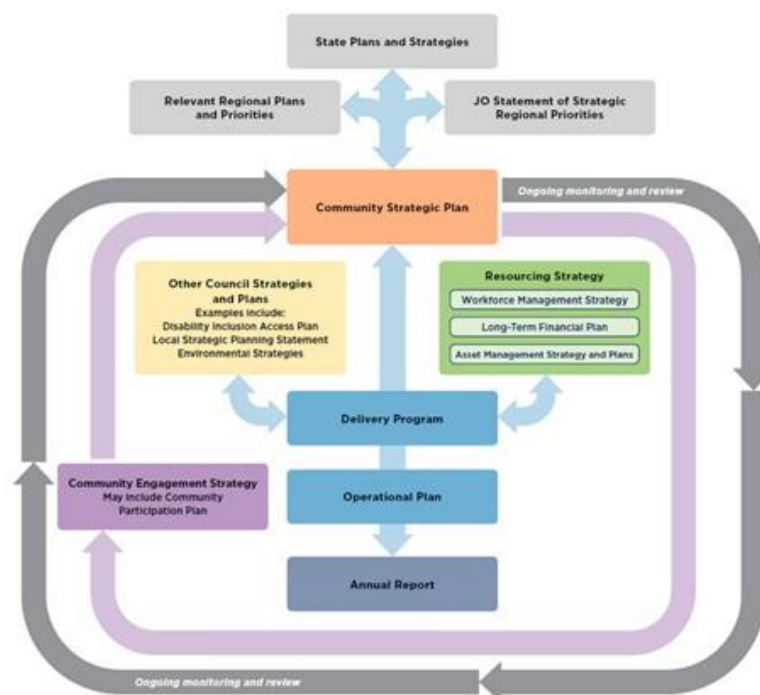 State Plans and Strategies
Relevant Regional Plans
and Priorities
JO Statement of Strategic
Regional Priorities
Community Strategic Plan
Ongoing monitoring and review
Other Council Strategies
and Plans
Examples include:
Disability Inclusion Access Plan
Local Strategic Planning Statement
Environmental Strategies
Resourcing Strategy
Workforce Management Strategy
Long-Term Financial Plan
Asset Management Strategy and Plans
Delivery Program
Community Engagement Strategy
May include Community
Participation Plan
Operational Plan
Annual Report
Ongoing monitoring and review